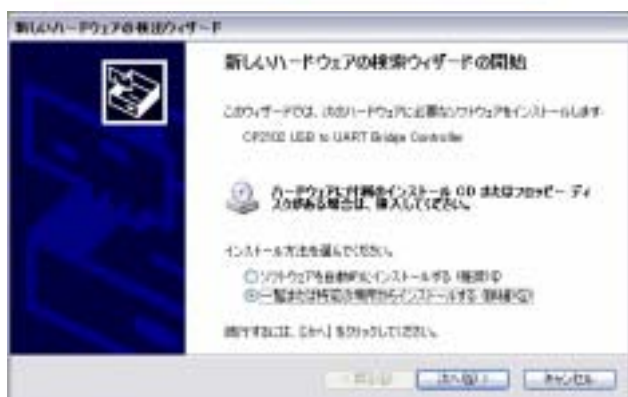 新しいハードウェアの検出ウィザード
新しいハードウェアの検索ウィザードの開始
このウィザードでは、次のハードウェアに必要なソフトウェアをインストールします:
CP2102 USB to UART Bridge Controller
ハードウェアに付属のインストール CD またはフロッピー ディ
スクがある場合は、挿入してください。
インストール方法を選んでください。
ソフトウェアを自動的にインストールする (推奨)(I)
一覧または特定の場所からインストールする (詳細)(S)
続行するには、[次へ] をクリックしてください。
< 戻る(B)
次へ(N) >
キャンセル